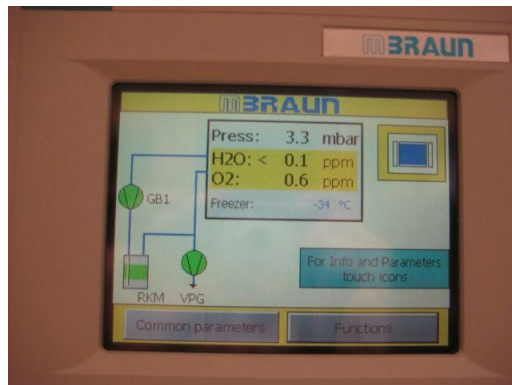 MBRAUN
MBRAUN
Press: 3.3 mbar
H2O: < 0.1 ppm
O2: 0.6 ppm
Freezer: -34 °C
GB1
For Info and Parameters
touch icons
RKM VPG
Common parameters Functions